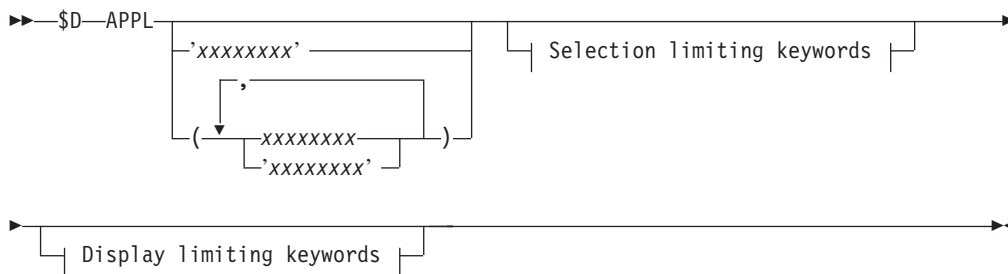 $D APPL
'xxxxxxxx'
Selection limiting keywords
,
( xxxxxxxx )
'xxxxxxxx'
Display limiting keywords